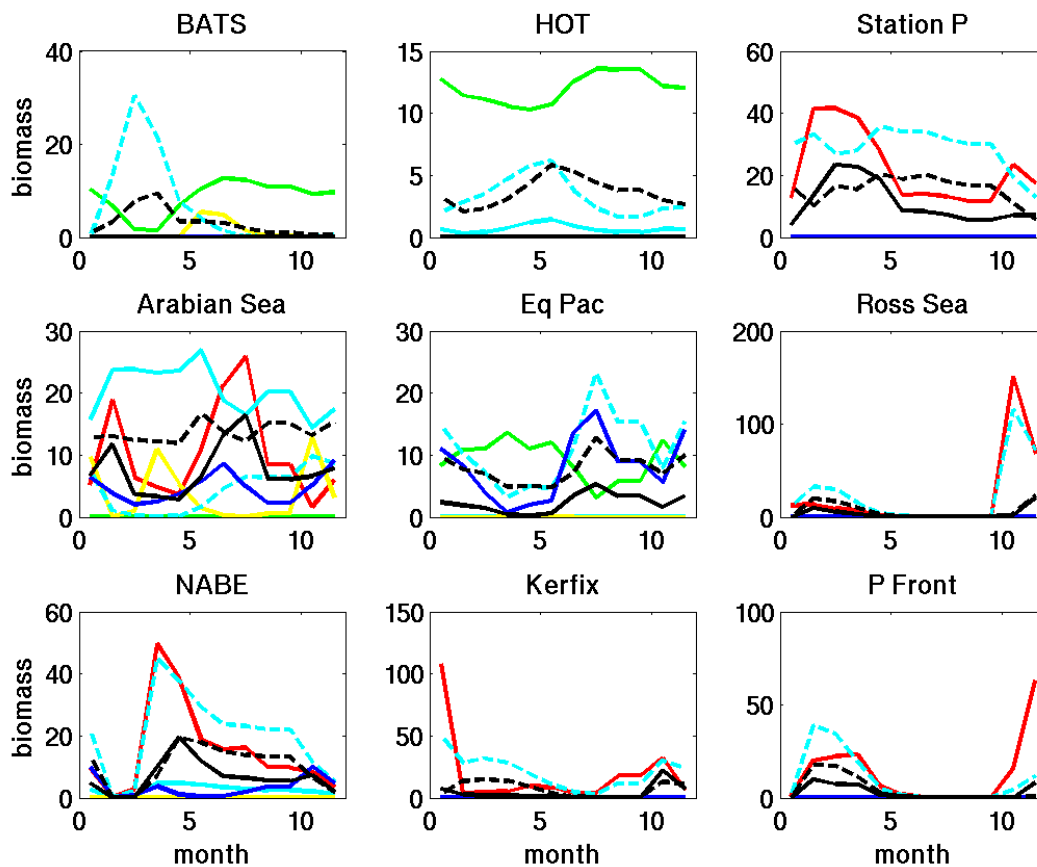 BATS HOT Station P
40 15 60
biomass
20 10 5 40 20
0 0 0
0 5 10 0 5 10 0 5 10
Arabian Sea Eq Pac Ross Sea
30 30 200
biomass
20 10 20 10 100
0 0 0
0 5 10 0 5 10 0 5 10
NABE Kerfix P Front
60 150 100
biomass
40 20 100 50 50
0 0 0
0 5 10 0 5 10 0 5 10
month month month